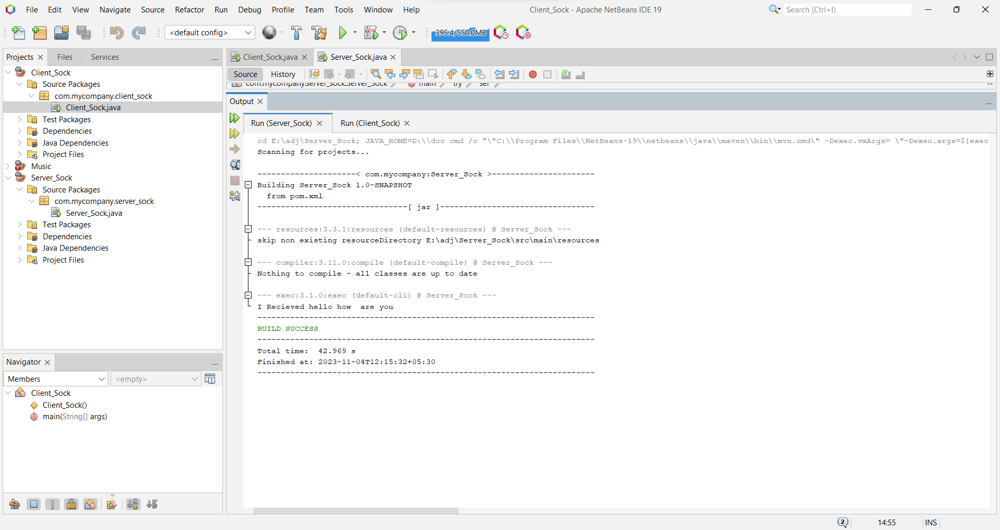 File Edit View Navigate Source Refactor Run Debug Profile Team Tools Window Help
Client_Sock - Apache NetBeans IDE 19
Search (Ctrl+I)
<default config>
395.4/550.0MB
Projects Files Services
Client_Sock
Source Packages
com.mycompany.client_sock
Client_Sock.java
Test Packages
Dependencies
Java Dependencies
Project Files
Music
Server_Sock
Source Packages
com.mycompany.server_sock
Server_Sock.java
Test Packages
Dependencies
Java Dependencies
Project Files
Navigator
Members <empty>
Client_Sock
Client_Sock()
main(String[] args)
Client_Sock.java Server_Sock.java
Source History
com.mycompany.server_sock.Server_Sock main try ser
Output
Run (Server_Sock) Run (Client_Sock)
cd E:\adj\Server_Sock; JAVA_HOME=D:\\doc cmd /c "\"C:\\Program Files\\NetBeans-19\\netbeans\\java\\maven\\bin\\mvn.cmd\" -Dexec.vmArgs= \"-Dexec.args=${exec
Scanning for projects...
---------------------< com.mycompany:Server_Sock >----------------------
Building Server_Sock 1.0-SNAPSHOT
from pom.xml
--------------------------------[ jar ]---------------------------------
--- resources:3.3.1:resources (default-resources) @ Server_Sock ---
skip non existing resourceDirectory E:\adj\Server_Sock\src\main\resources
--- compiler:3.11.0:compile (default-compile) @ Server_Sock ---
Nothing to compile - all classes are up to date
--- exec:3.1.0:exec (default-cli) @ Server_Sock ---
I Recieved hello how  are you
------------------------------------------------------------------------
BUILD SUCCESS
------------------------------------------------------------------------
Total time:  42.969 s
Finished at: 2023-11-04T12:15:32+05:30
------------------------------------------------------------------------
2 14:55 INS